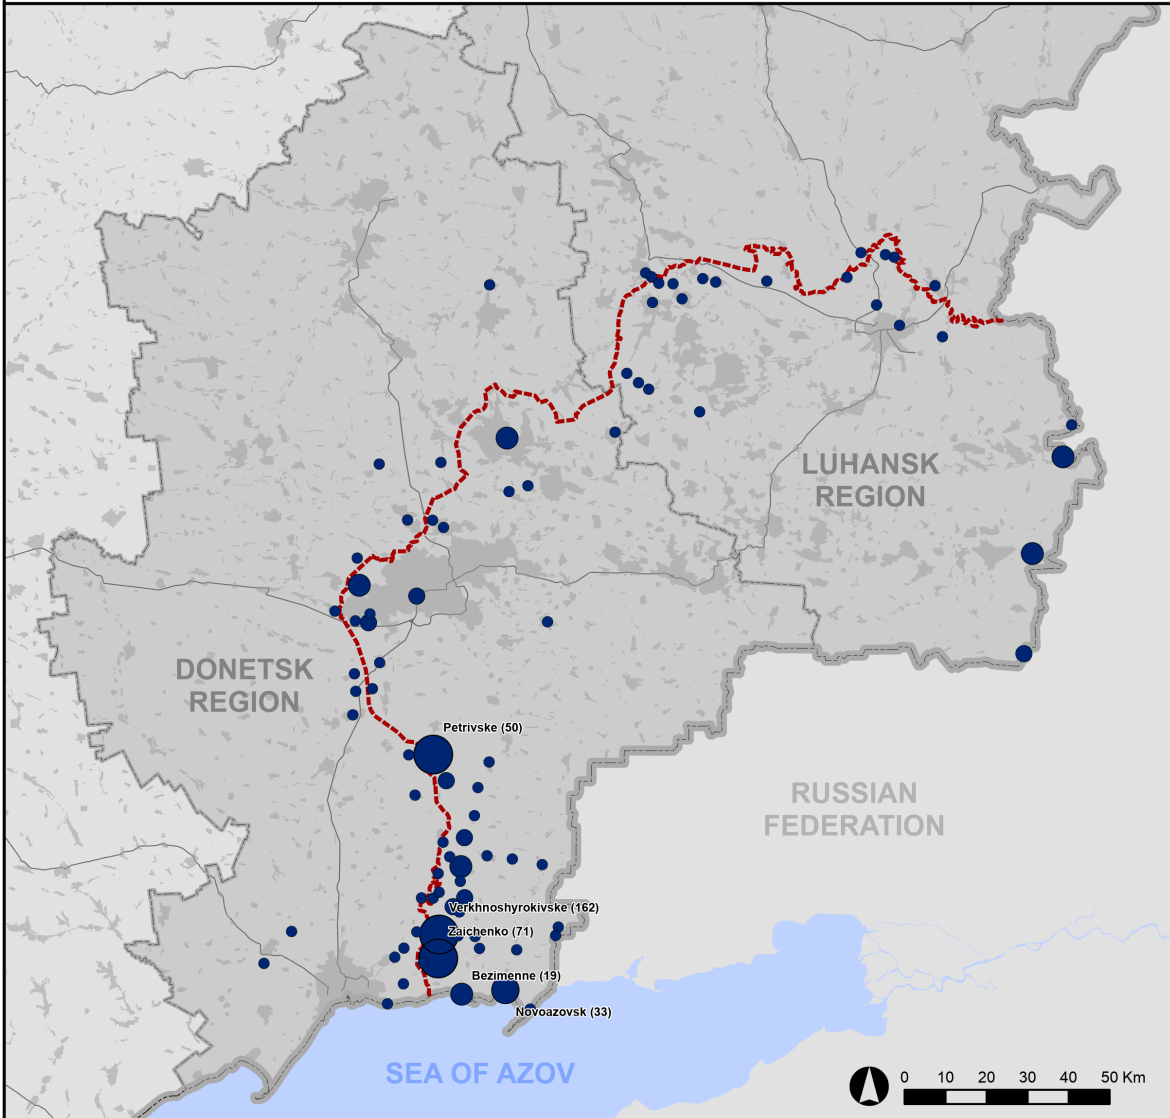 LUHANSK
REGION
DONETSK
REGION
Petrivske (50)
RUSSIAN
FEDERATION
Verkhnoshyrokivske (162)
Zaichenko (71)
Bezimenne (19)
Novoazovsk (33)
SEA OF AZOV
0 10 20 30 40 50 Km